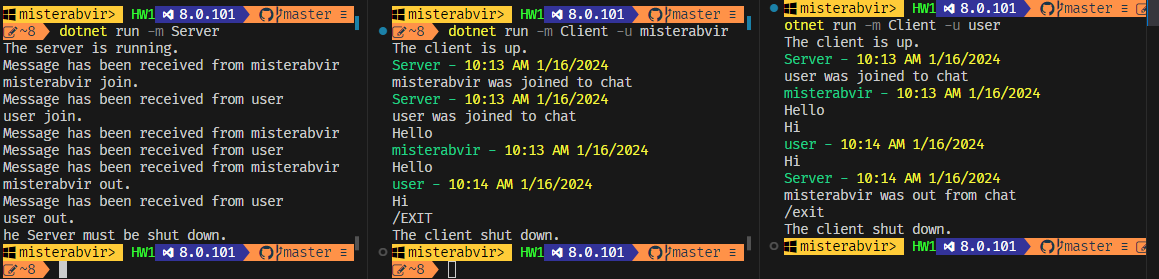 misterabvir> HW1 8.0.101 master ≡
~8 dotnet run -m Server
The server is running.
Message has been received from misterabvir
misterabvir join.
Message has been received from user
user join.
Message has been received from misterabvir
Message has been received from user
Message has been received from misterabvir
misterabvir out.
Message has been received from user
user out.
he Server must be shut down.
misterabvir> HW1 8.0.101 master ≡
~8
misterabvir> HW1 8.0.101 master ≡
~8 dotnet run -m Client -u misterabvir
The client is up.
Server - 10:13 AM 1/16/2024
misterabvir was joined to chat
Server - 10:13 AM 1/16/2024
user was joined to chat
Hello
misterabvir - 10:13 AM 1/16/2024
Hello
user - 10:14 AM 1/16/2024
Hi
/EXIT
The client shut down.
misterabvir> HW1 8.0.101 master ≡
~8
misterabvir> HW1 8.0.101 master ≡
otnet run -m Client -u user
The client is up.
Server - 10:13 AM 1/16/2024
user was joined to chat
misterabvir - 10:13 AM 1/16/2024
Hello
Hi
user - 10:14 AM 1/16/2024
Hi
Server - 10:14 AM 1/16/2024
misterabvir was out from chat
/exit
The client shut down.
misterabvir> HW1 8.0.101 master ≡